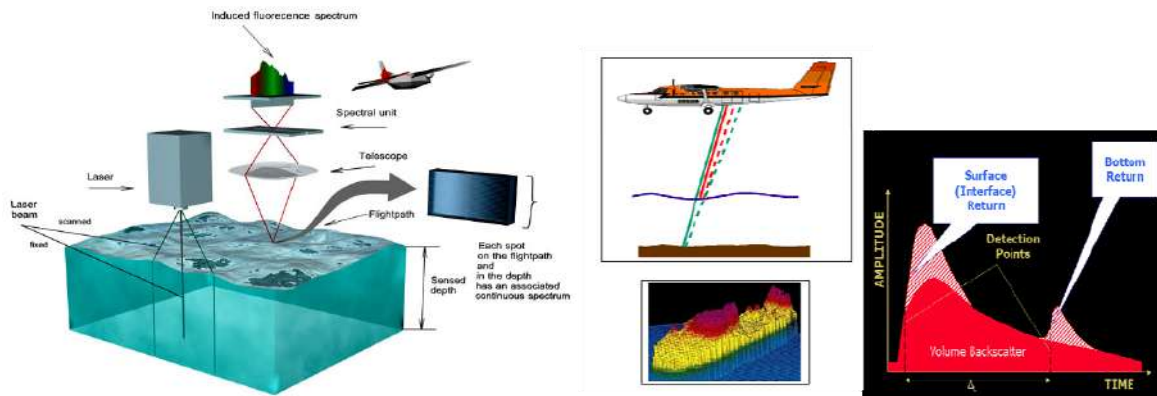 Induced fluorecence spectrum
Spectral unit
Telescope
Laser
Flightpath
Laser
beam
scanned
fixed
Each spot
on the flightpath
and
in the depth
has an associated
continuous spectrum
Sensed
depth
Surface
(Interface)
Return
Bottom
Return
Detection
Points
AMPLITUDE
Volume Backscatter
TIME